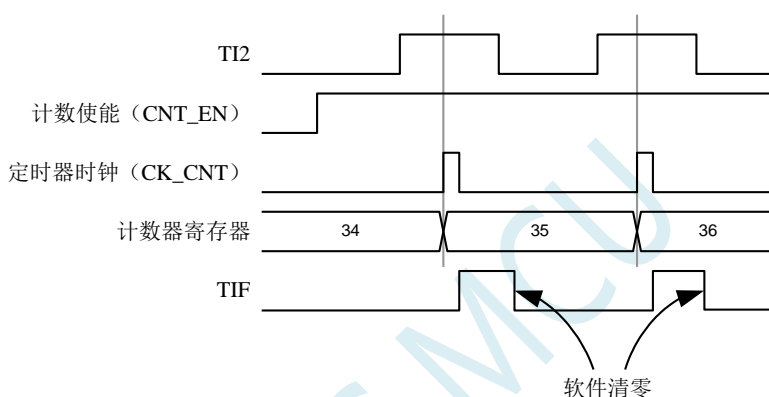 TI2
计数使能（CNT_EN）
定时器时钟（CK_CNT）
计数器寄存器 34 35 36
TIF
MCU
软件清零